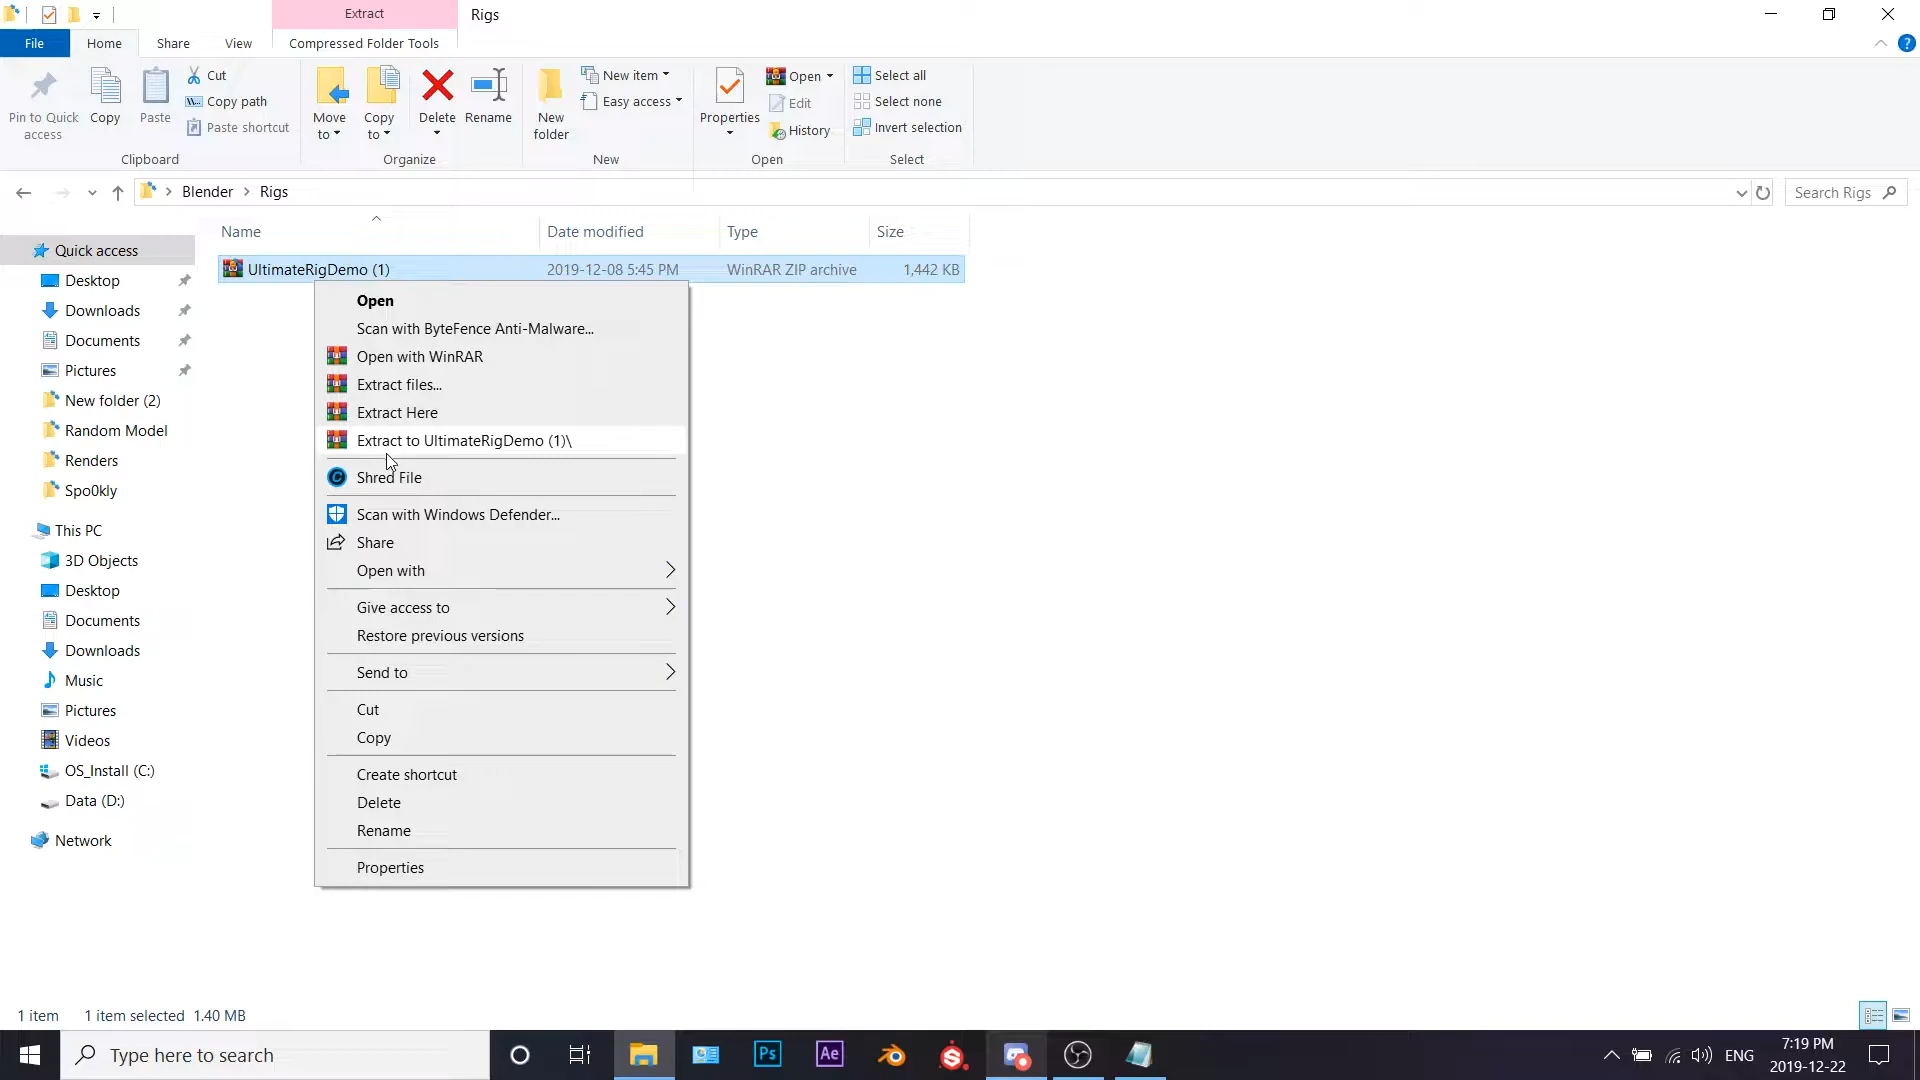 Extract
Rigs
File
Home
Share
View
Compressed Folder Tools
Pin to Quick access
Copy
Paste
Cut
Copy path
Paste shortcut
Clipboard
Move to
Copy to
Delete
Rename
Organize
New folder
New item
Easy access
New
Properties
Open
Edit
History
Open
Select all
Select none
Invert selection
Select
Blender > Rigs
Search Rigs
Name
Date modified
Type
Size
UltimateRigDemo (1)
2019-12-08 5:45 PM
WinRAR ZIP archive
1,442 KB
Quick access
Desktop
Downloads
Documents
Pictures
New folder (2)
Random Model
Renders
Spo0kly
This PC
3D Objects
Desktop
Documents
Downloads
Music
Pictures
Videos
OS_Install (C:)
Data (D:)
Network
Open
Scan with ByteFence Anti-Malware...
Open with WinRAR
Extract files...
Extract Here
Extract to UltimateRigDemo (1)\
Shred File
Scan with Windows Defender...
Share
Open with
Give access to
Restore previous versions
Send to
Cut
Copy
Create shortcut
Delete
Rename
Properties
1 item
1 item selected 1.40 MB
Type here to search
Ps
Ae
ENG
7:19 PM
2019-12-22